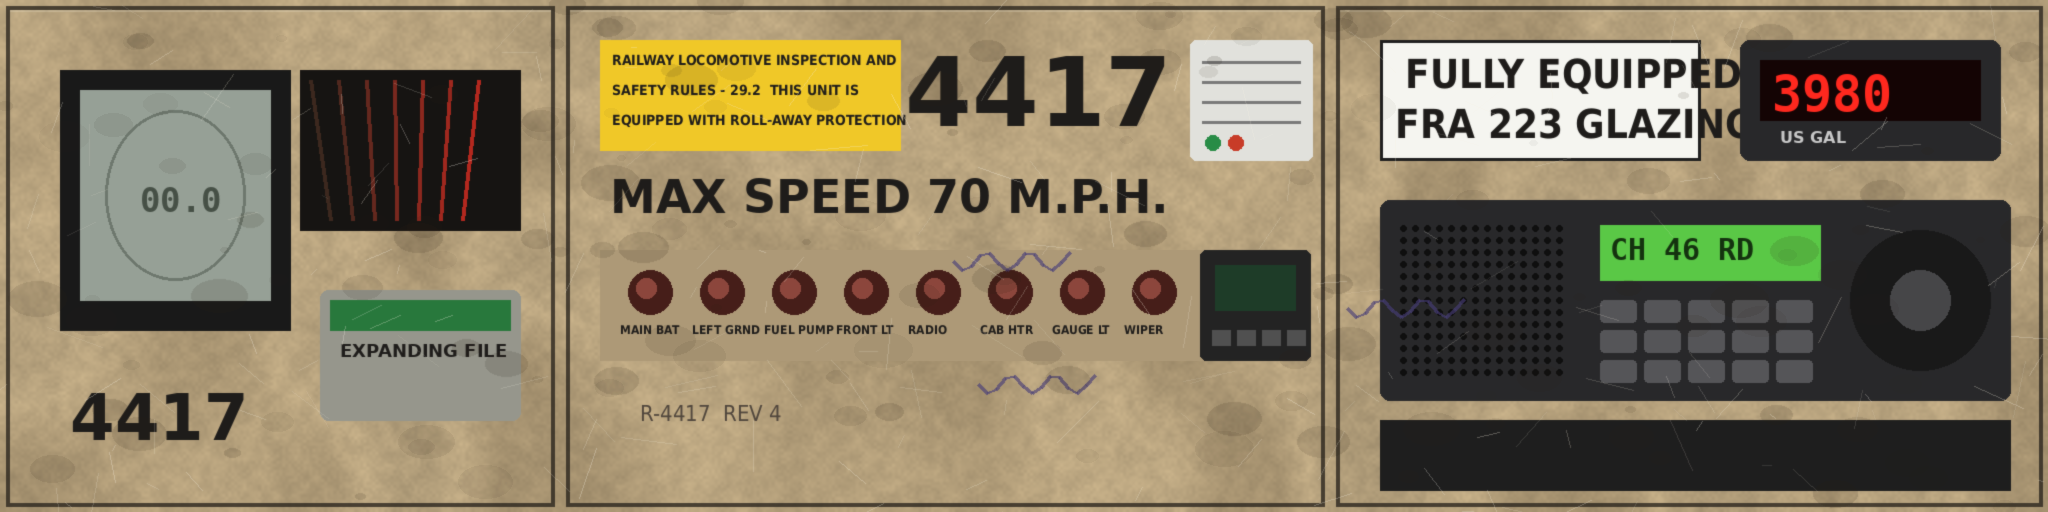 00.0
EXPANDING FILE
4417
RAILWAY LOCOMOTIVE INSPECTION AND
SAFETY RULES - 29.2 THIS UNIT IS
EQUIPPED WITH ROLL-AWAY PROTECTION
4417
MAX SPEED 70 M.P.H.
MAIN BAT
LEFT GRND
FUEL PUMP
FRONT LT
RADIO
CAB HTR
GAUGE LT
WIPER
R-4417 REV 4
FULLY EQUIPPED
FRA 223 GLAZING
3980
US GAL
CH 46 RD